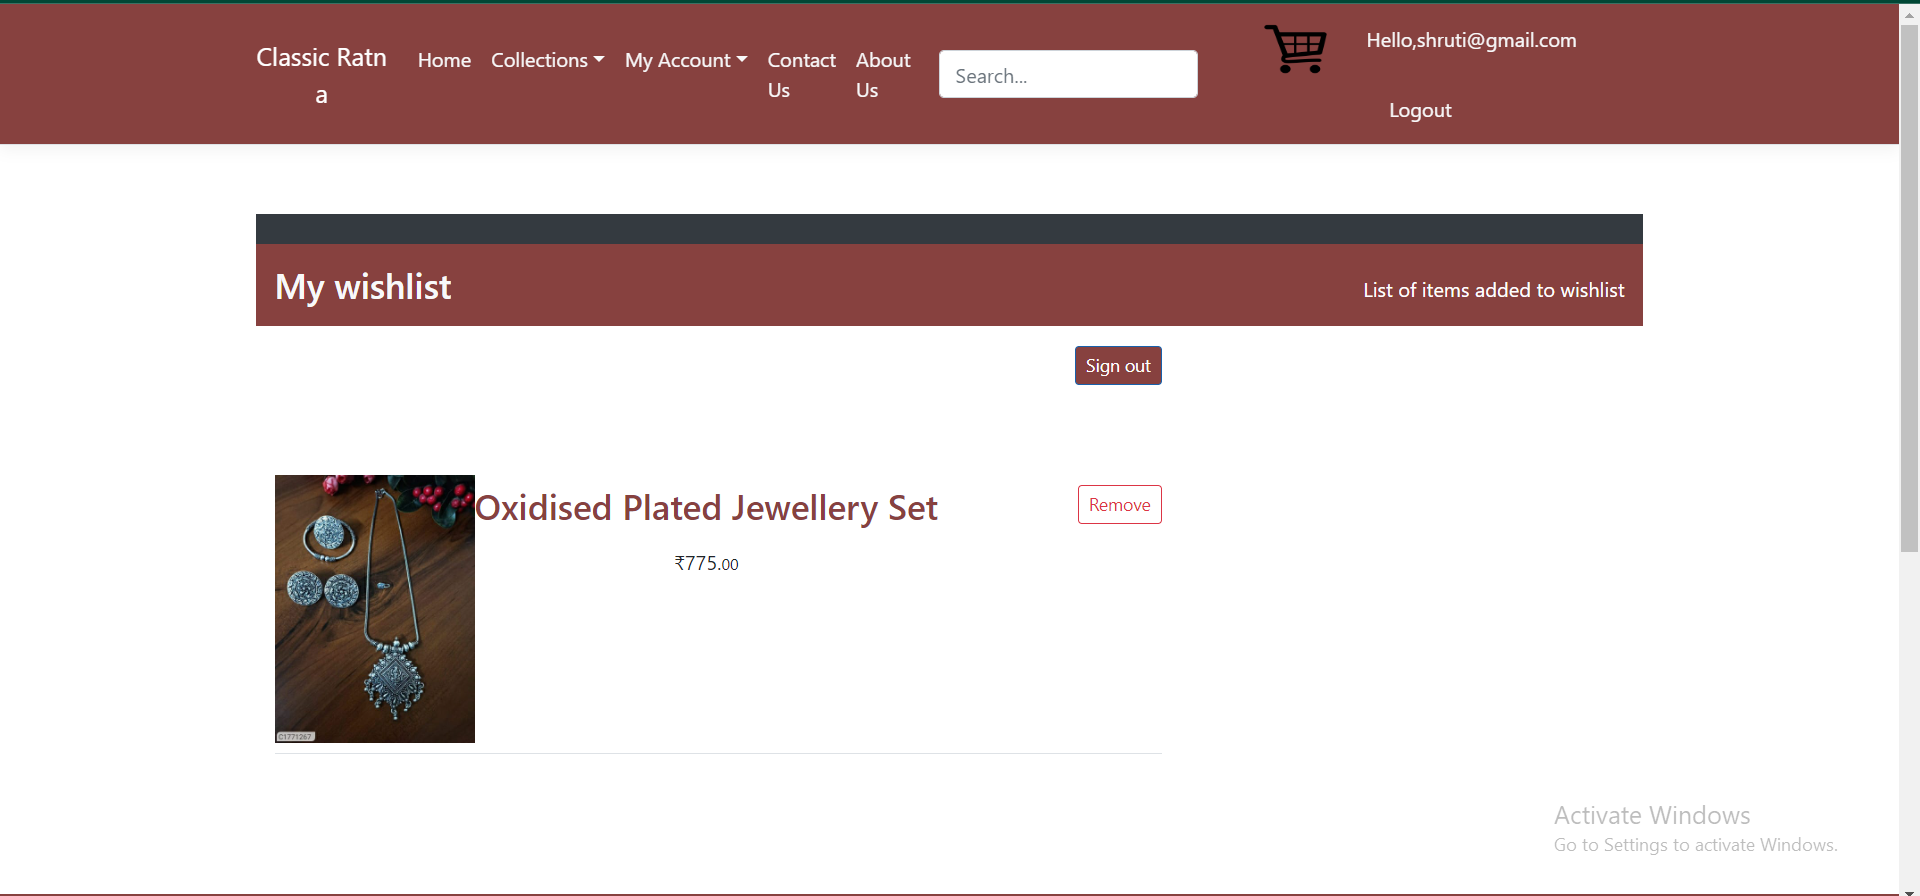 Classic Ratn
a
Home
Collections
My Account
Contact
Us
About
Us
Search...
Hello,shruti@gmail.com
Logout
My wishlist
List of items added to wishlist
Sign out
Oxidised Plated Jewellery Set
Remove
₹775.00
C1771267
Activate Windows
Go to Settings to activate Windows.